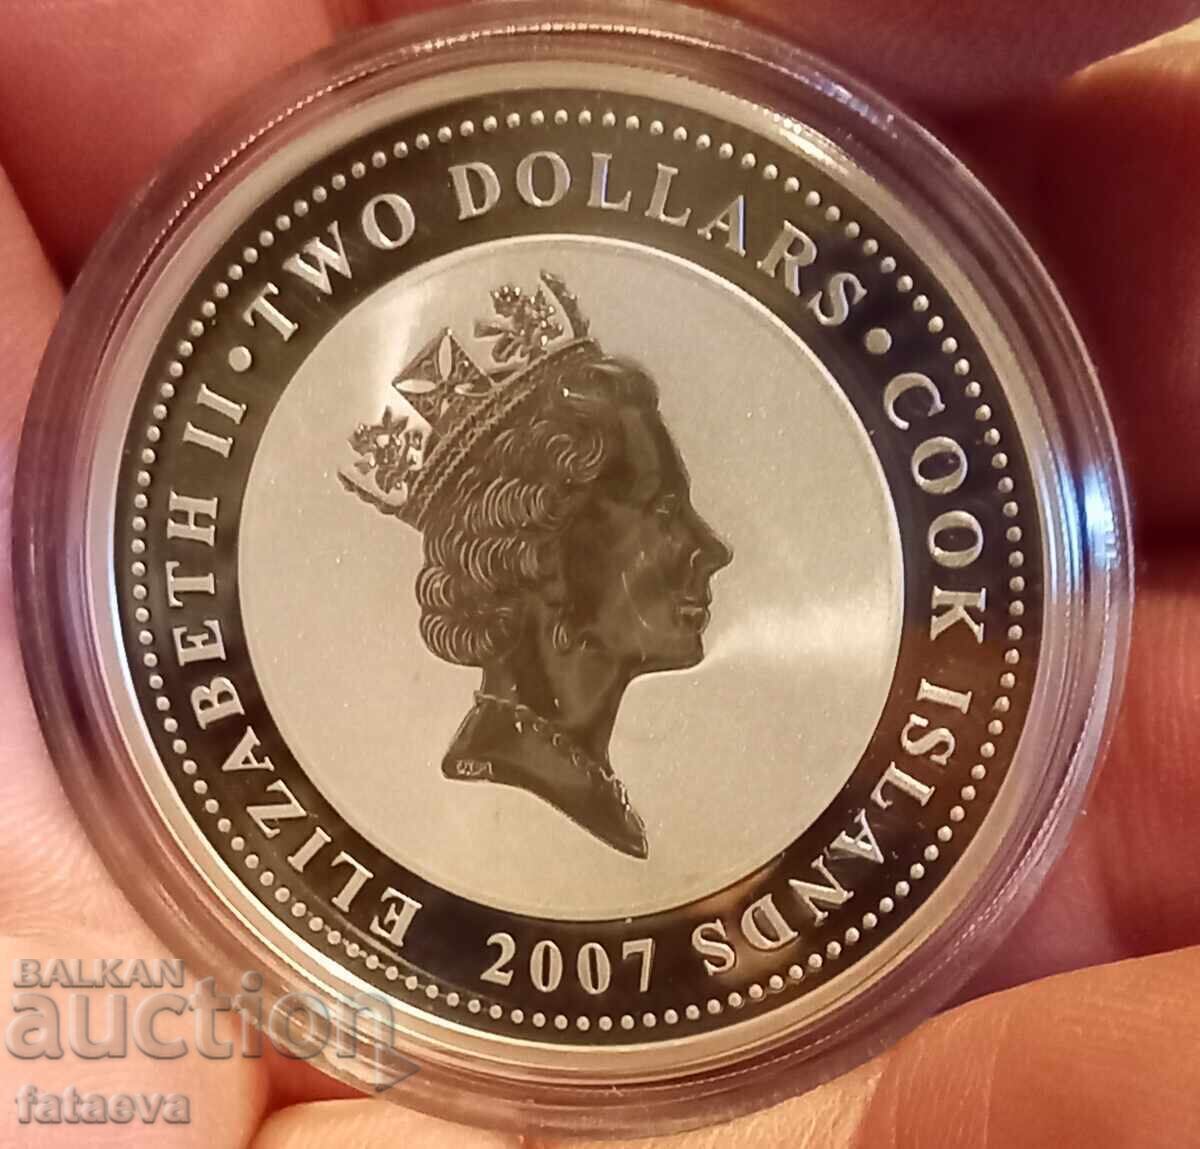 ELIZABETH II • TWO DOLLARS • COOK ISLANDS
2007
BALKAN
auction
fataeva